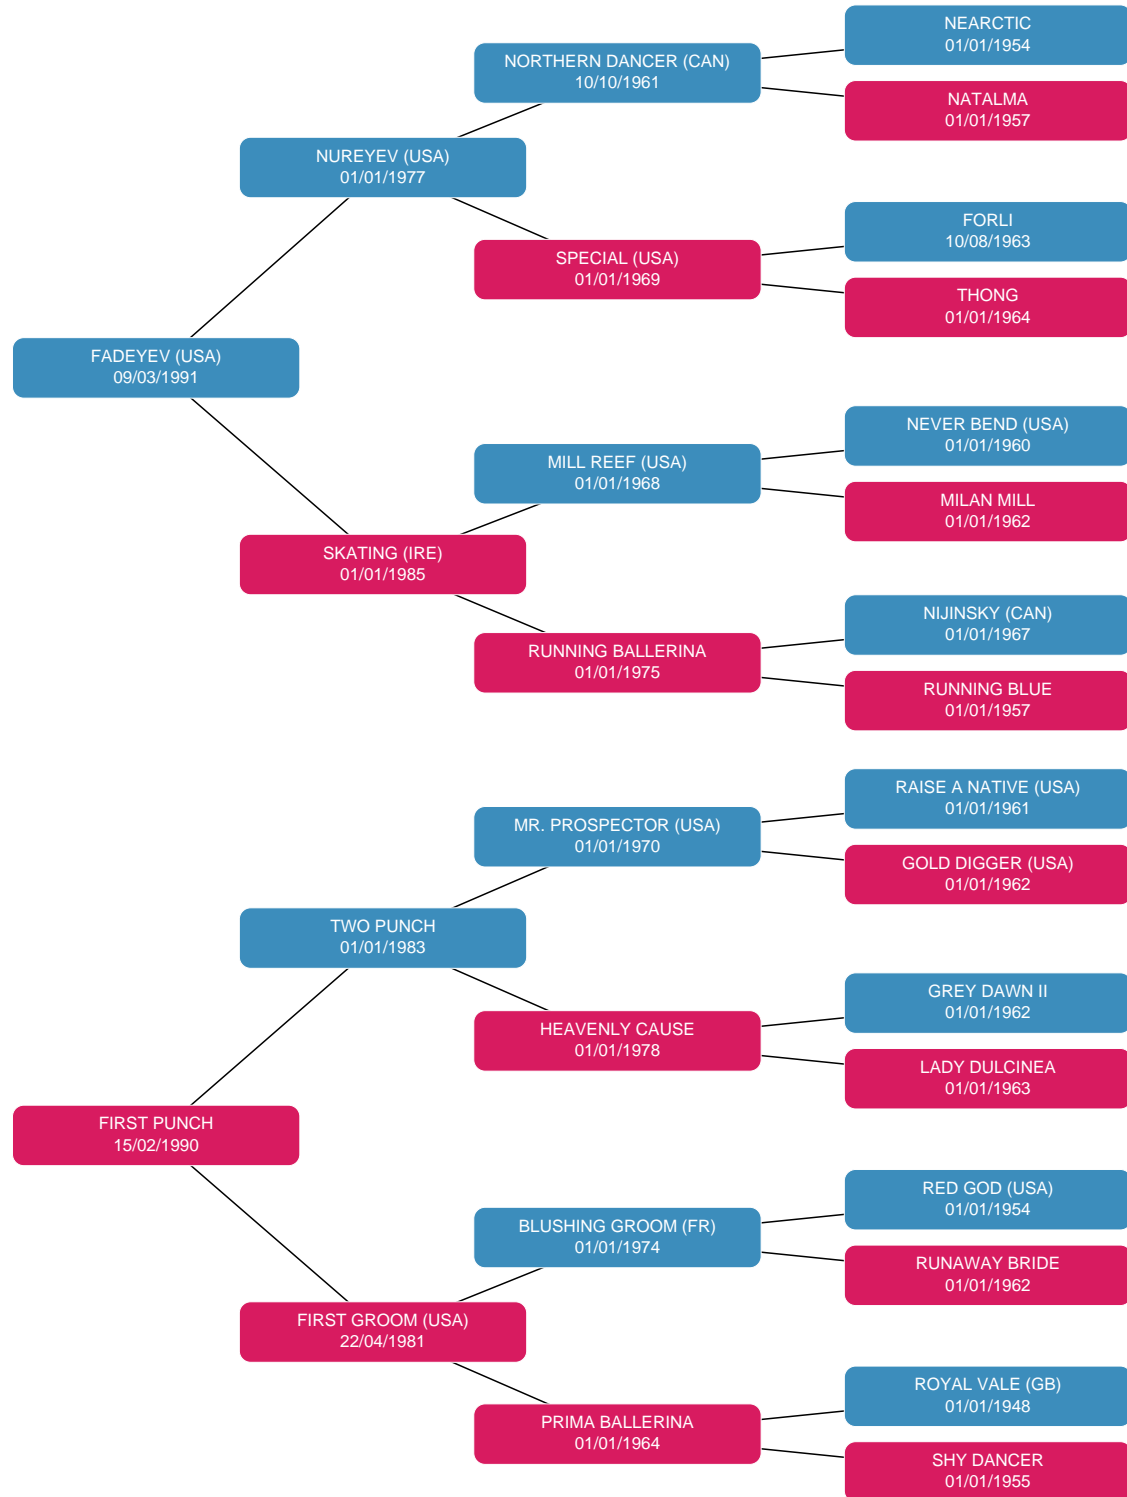 NEARCTIC
01/01/1954
NORTHERN DANCER (CAN)
10/10/1961
NATALMA
01/01/1957
NUREYEV (USA)
01/01/1977
FORLI
10/08/1963
SPECIAL (USA)
01/01/1969
THONG
01/01/1964
FADEYEV (USA)
09/03/1991
NEVER BEND (USA)
01/01/1960
MILL REEF (USA)
01/01/1968
MILAN MILL
01/01/1962
SKATING (IRE)
01/01/1985
NIJINSKY (CAN)
01/01/1967
RUNNING BALLERINA
01/01/1975
RUNNING BLUE
01/01/1957
RAISE A NATIVE (USA)
01/01/1961
MR. PROSPECTOR (USA)
01/01/1970
GOLD DIGGER (USA)
01/01/1962
TWO PUNCH
01/01/1983
GREY DAWN II
01/01/1962
HEAVENLY CAUSE
01/01/1978
LADY DULCINEA
01/01/1963
FIRST PUNCH
15/02/1990
RED GOD (USA)
01/01/1954
BLUSHING GROOM (FR)
01/01/1974
RUNAWAY BRIDE
01/01/1962
FIRST GROOM (USA)
22/04/1981
ROYAL VALE (GB)
01/01/1948
PRIMA BALLERINA
01/01/1964
SHY DANCER
01/01/1955